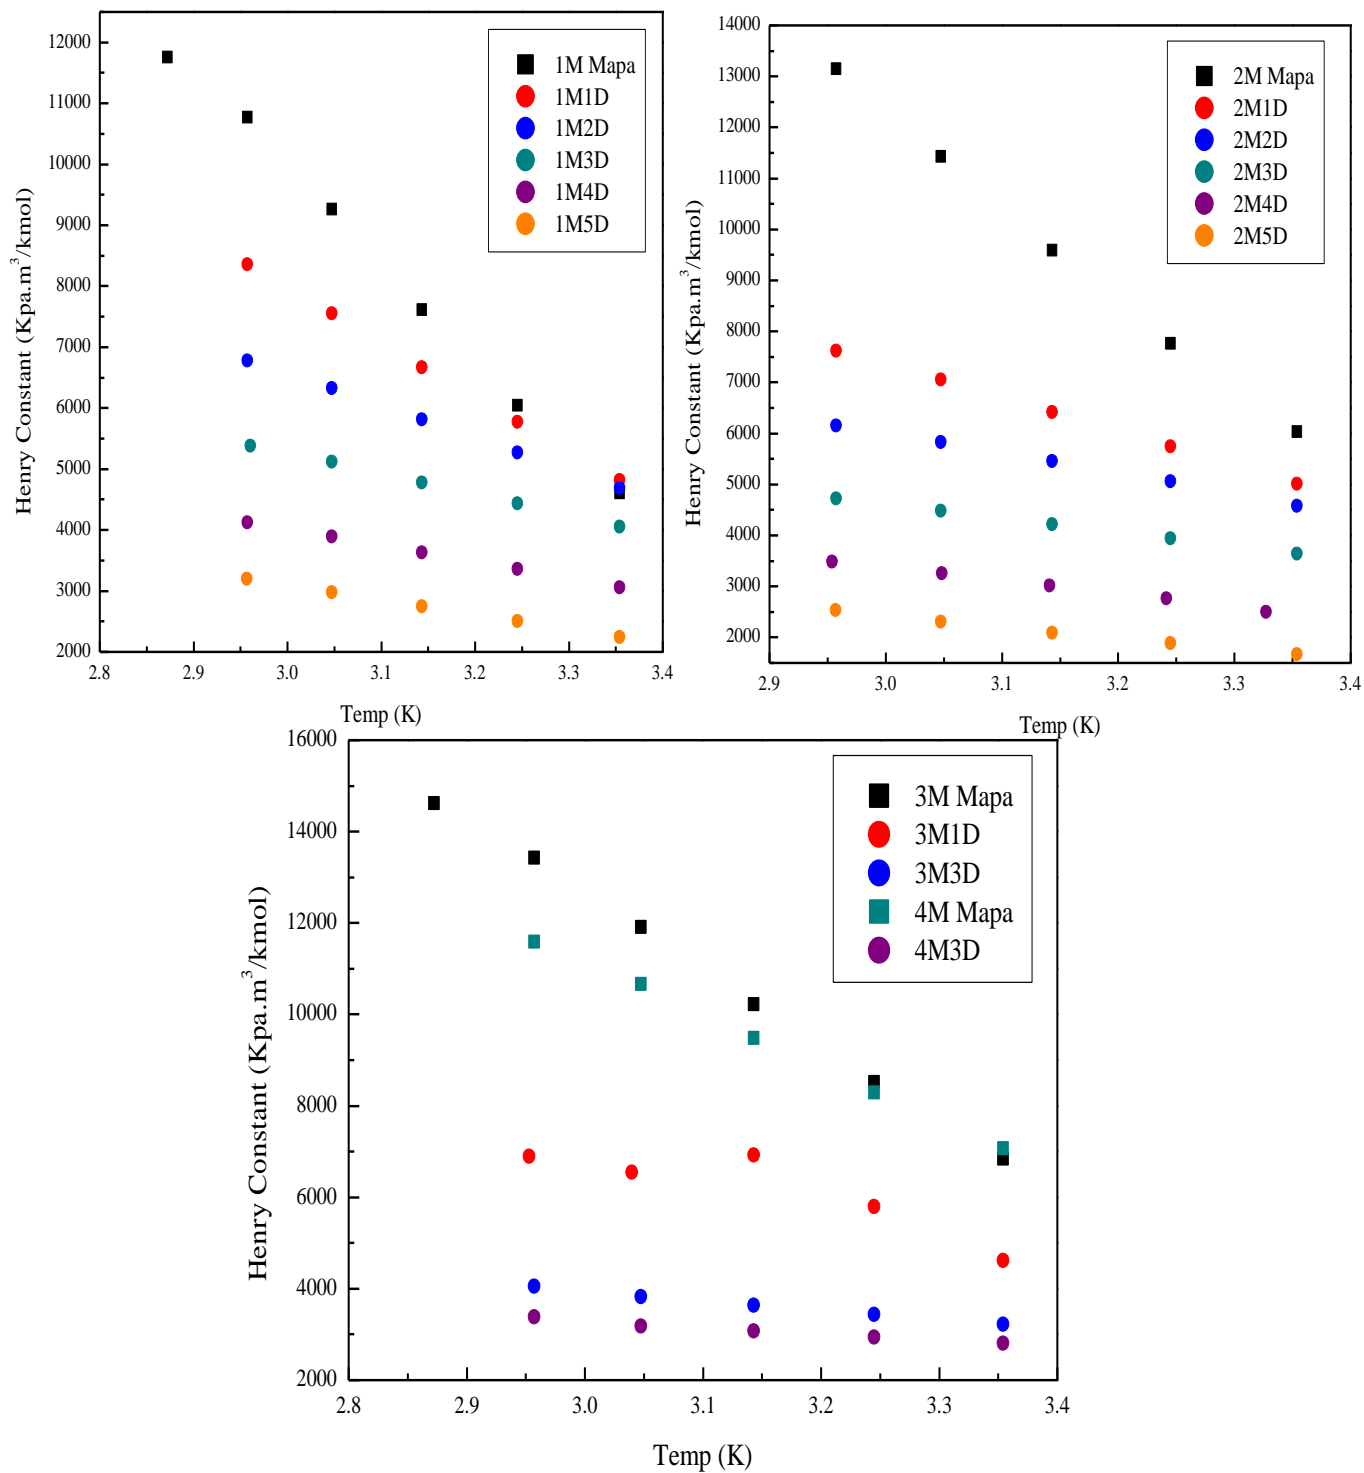 12000
11000
10000
9000
8000
7000
6000
5000
4000
3000
2000
2.8 2.9 3.0 3.1 3.2 3.3 3.4
Henry Constant (Kpa.m³/kmol)
Temp (K)
1M Mapa
1M1D
1M2D
1M3D
1M4D
1M5D
14000
13000
12000
11000
10000
9000
8000
7000
6000
5000
4000
3000
2000
2.9 3.0 3.1 3.2 3.3 3.4
Henry Constant (Kpa.m³/kmol)
Temp (K)
2M Mapa
2M1D
2M2D
2M3D
2M4D
2M5D
16000
14000
12000
10000
8000
6000
4000
2000
2.8 2.9 3.0 3.1 3.2 3.3 3.4
Henry Constant (Kpa.m³/kmol)
Temp (K)
3M Mapa
3M1D
3M3D
4M Mapa
4M3D